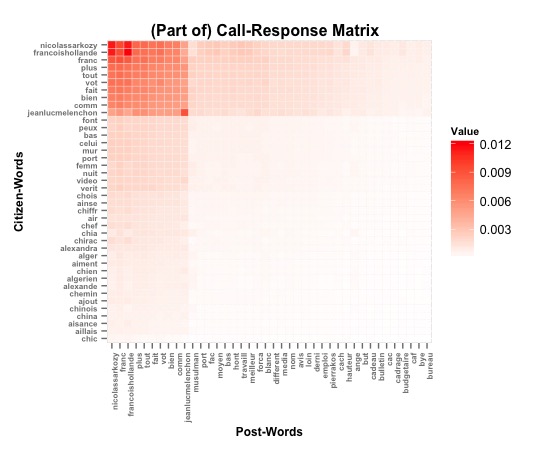 (Part of) Call-Response Matrix
Citizen-Words
nicolassarkozy
francoishollande
franc
plus
tout
vot
fait
bien
comm
jeanlucmelenchon
font
peux
bas
celui
mur
port
femm
nuit
video
verit
chois
ainse
chiffr
air
chef
chia
chirac
alexandra
alger
aiment
chien
algerien
alexande
chemin
ajout
chinois
china
aisance
aillais
chic
nicolassarkozy
franc
francoishollande
plus
tout
fait
vot
bien
comm
jeanlucmelenchon
musulman
port
fac
moyen
bas
hont
travaill
meilleur
forca
blanc
different
media
nom
avis
loin
derni
emploi
pierrakos
cach
hauteur
ange
but
cadeau
bulletin
cac
cadrage
budgetaire
caf
bye
bureau
Post-Words
Value
0.012
0.009
0.006
0.003